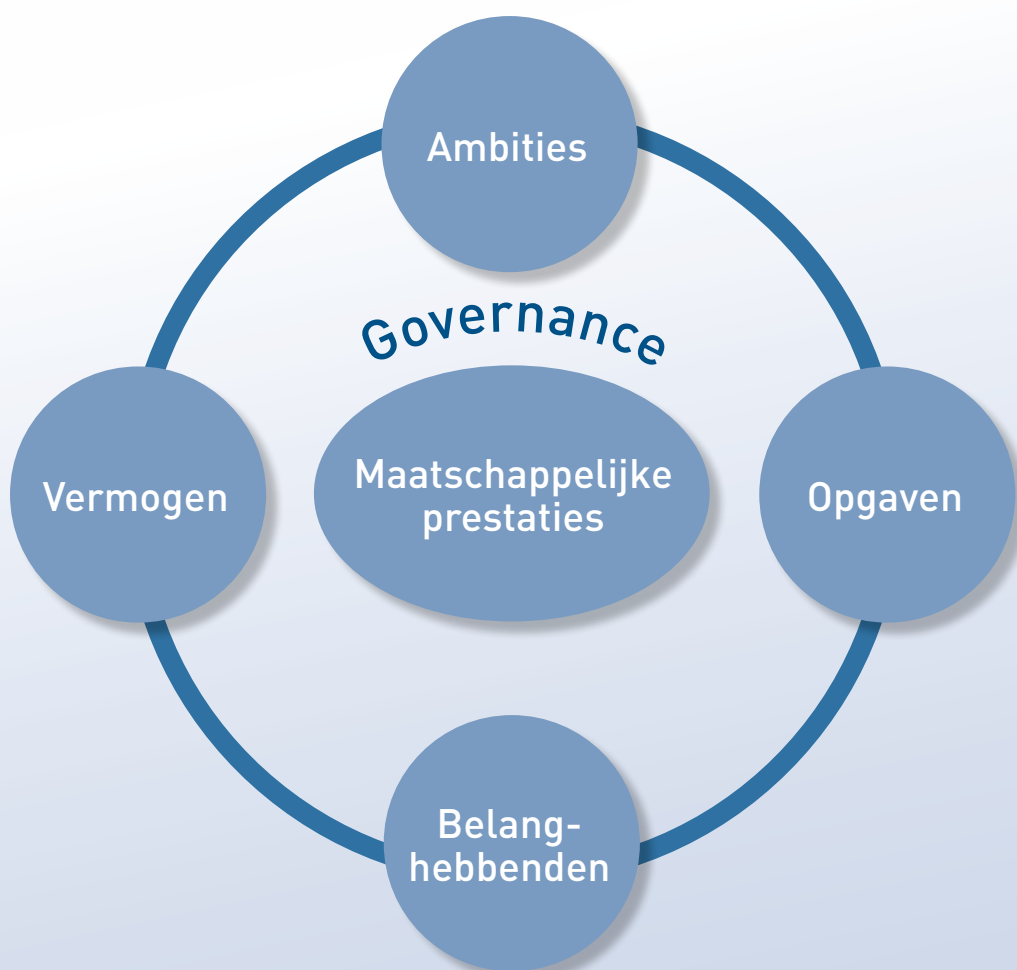 Ambities
Governance
Vermogen
Maatschappelijke
prestaties
Opgaven
Belang-
hebbenden